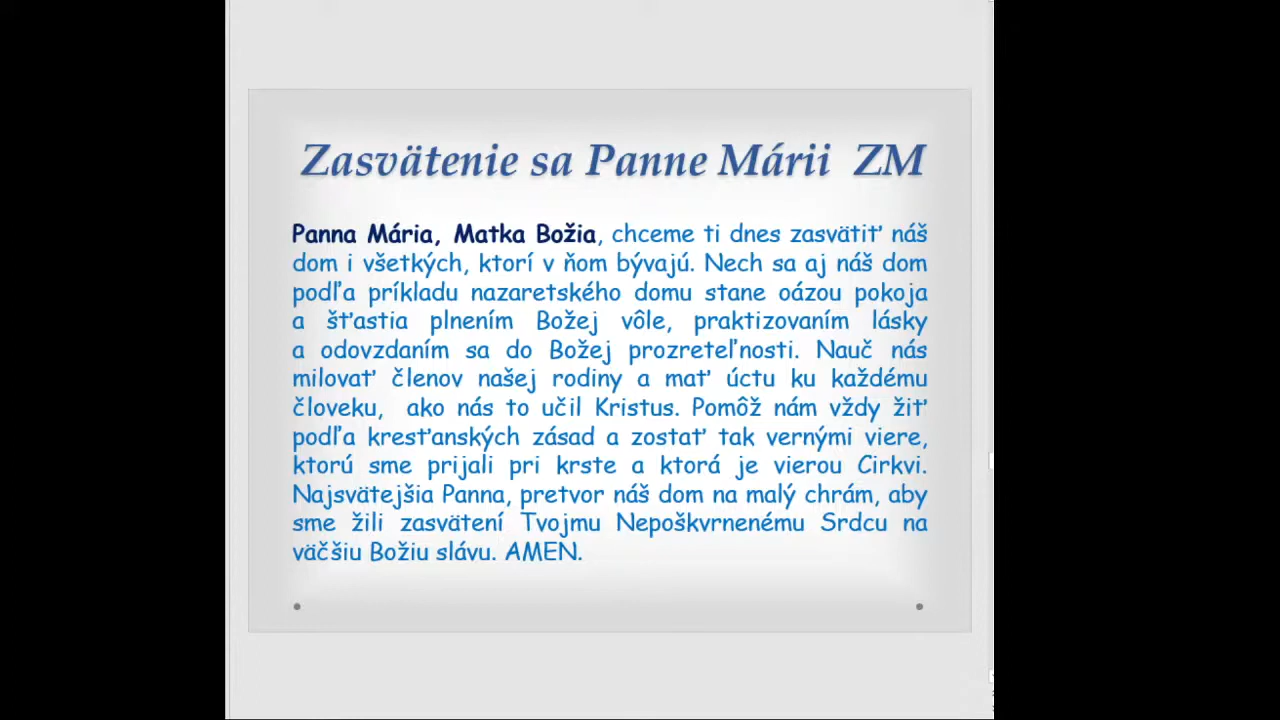 Zasvätenie sa Panne Márii ZM
Panna Mária, Matka Božia, chceme ti dnes zasvätiť náš
dom i všetkých, ktorí v ňom bývajú. Nech sa aj náš dom
podľa príkladu nazaretského domu stane oázou pokoja
a šťastia plnením Božej vôle, praktizovaním lásky
a odovzdaním sa do Božej prozreteľnosti. Nauč nás
milovať členov našej rodiny a mať úctu ku každému
človeku, ako nás to učil Kristus. Pomôž nám vždy žiť
podľa kresťanských zásad a zostať tak vernými viere,
ktorú sme prijali pri krste a ktorá je vierou Cirkvi.
Najsvätejšia Panna, pretvor náš dom na malý chrám, aby
sme žili zasvätení Tvojmu Nepoškvrnenému Srdcu na
väčšiu Božiu slávu. AMEN.